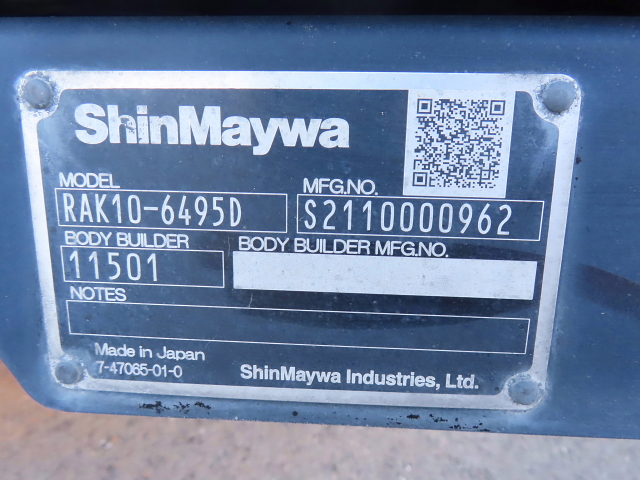 ShinMaywa
MODEL MFG.NO.
RAK10-6495D S2110000962
BODY BUILDER BODY BUILDER MFG.NO.
11501
NOTES
Made in Japan
7-47065-01-0 ShinMaywa Industries, Ltd.